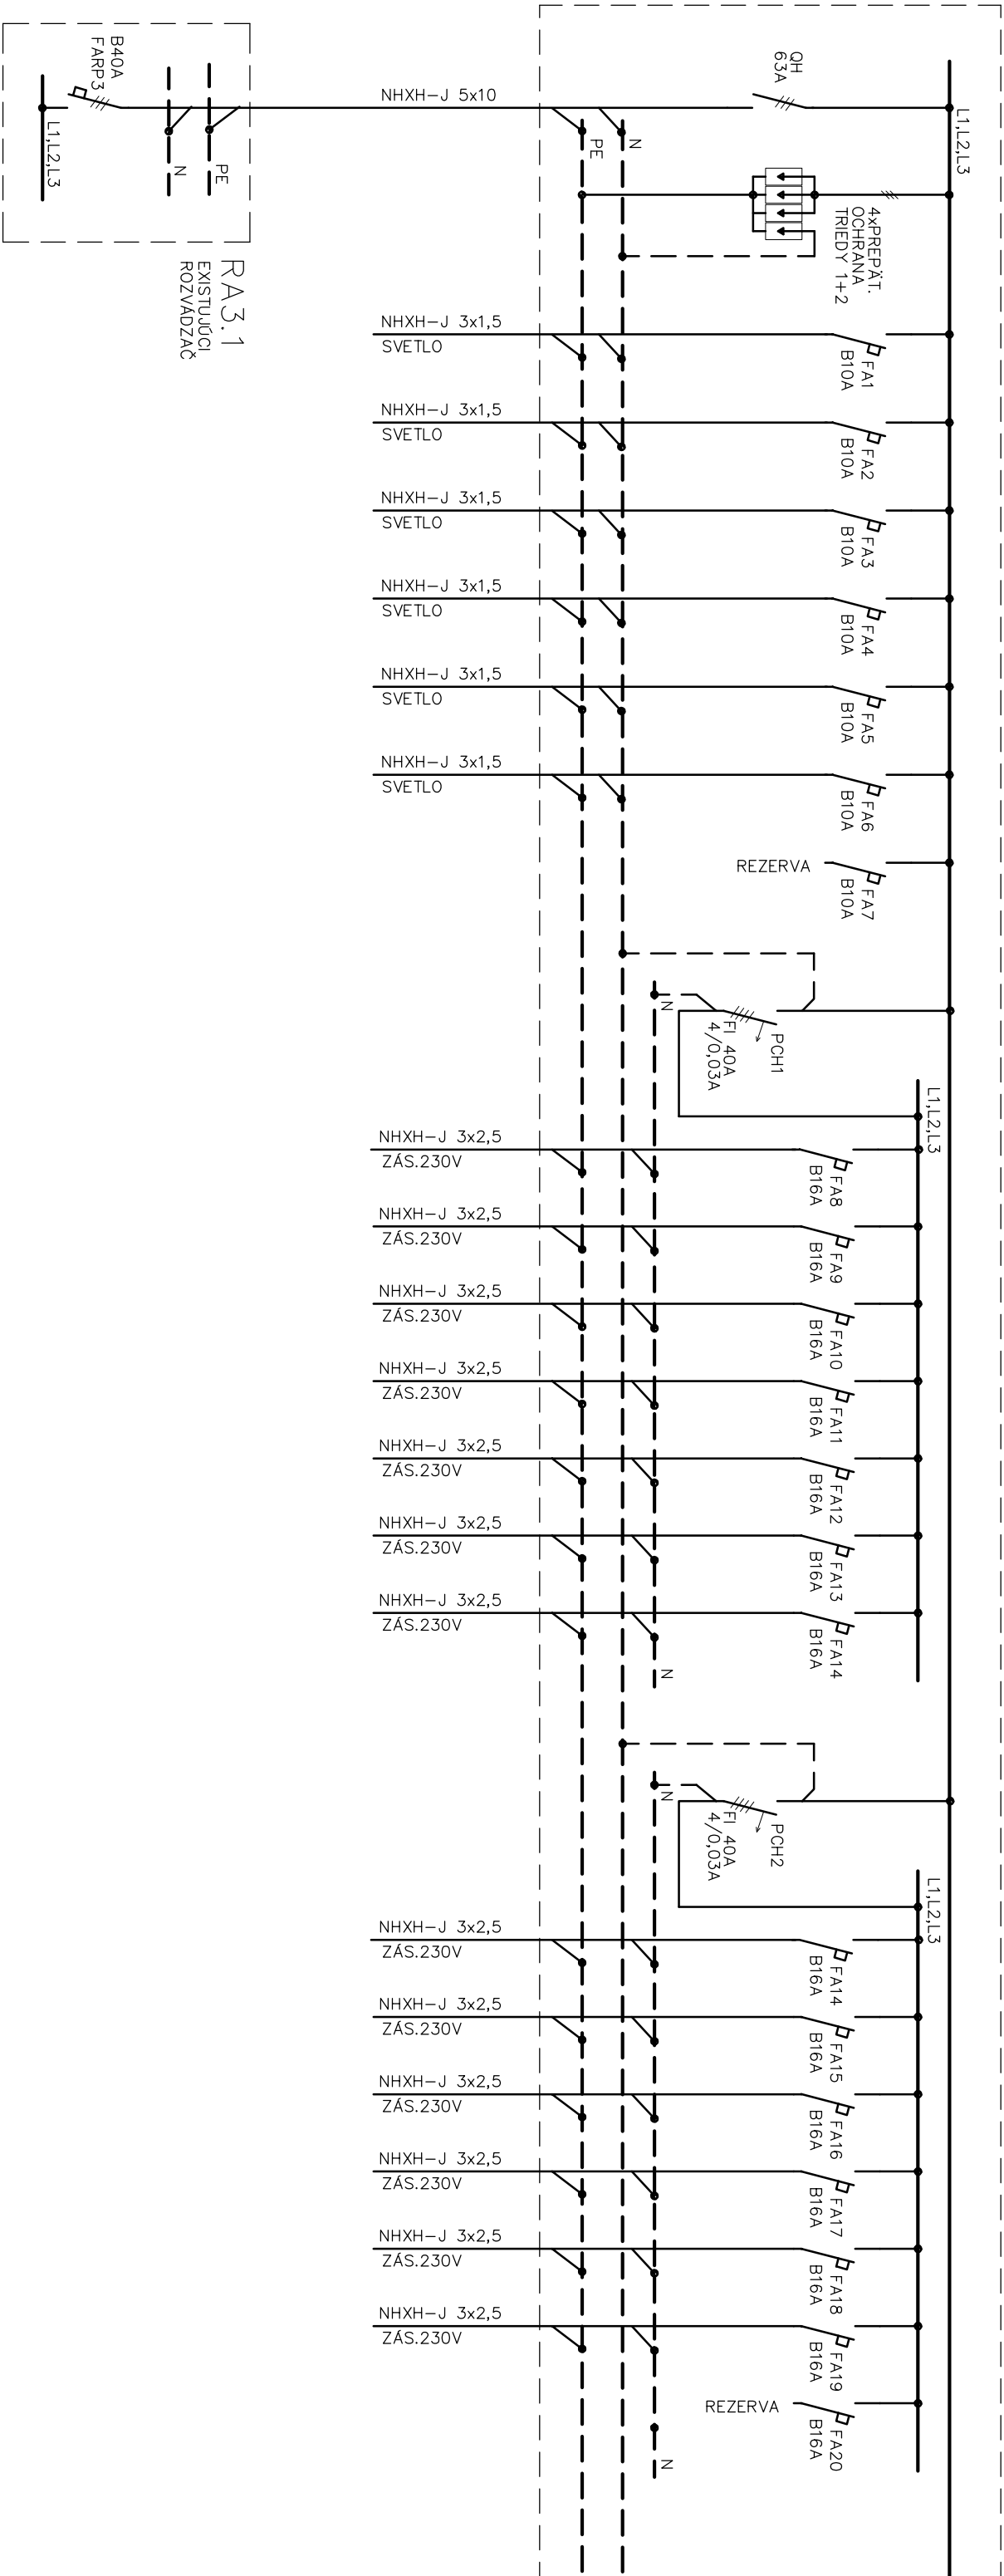 B40A
FARP3
L1,L2,L3
N
PE
RA3.1
EXISTUJÚCI
ROZVÁDZAČ
NHXH-J 5x10
QH
63A
L1,L2,L3
N
PE
4xPREPÄT.
OCHRANA
TRIEDY 1+2
NHXH-J 3x1,5
SVETLO
FA1
B10A
NHXH-J 3x1,5
SVETLO
FA2
B10A
NHXH-J 3x1,5
SVETLO
FA3
B10A
NHXH-J 3x1,5
SVETLO
FA4
B10A
NHXH-J 3x1,5
SVETLO
FA5
B10A
NHXH-J 3x1,5
SVETLO
FA6
B10A
REZERVA
FA7
B10A
N
PCH1
FI 40A
4/0,03A
L1,L2,L3
NHXH-J 3x2,5
ZÁS.230V
FA8
B16A
NHXH-J 3x2,5
ZÁS.230V
FA9
B16A
NHXH-J 3x2,5
ZÁS.230V
FA10
B16A
NHXH-J 3x2,5
ZÁS.230V
FA11
B16A
NHXH-J 3x2,5
ZÁS.230V
FA12
B16A
NHXH-J 3x2,5
ZÁS.230V
FA13
B16A
NHXH-J 3x2,5
ZÁS.230V
FA14
B16A
N
N
PCH2
FI 40A
4/0,03A
L1,L2,L3
NHXH-J 3x2,5
ZÁS.230V
FA14
B16A
NHXH-J 3x2,5
ZÁS.230V
FA15
B16A
NHXH-J 3x2,5
ZÁS.230V
FA16
B16A
NHXH-J 3x2,5
ZÁS.230V
FA17
B16A
NHXH-J 3x2,5
ZÁS.230V
FA18
B16A
NHXH-J 3x2,5
ZÁS.230V
FA19
B16A
REZERVA
FA20
B16A
N